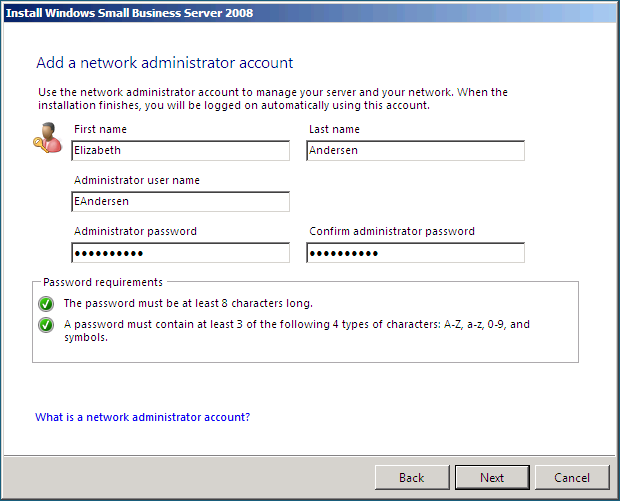 Install Windows Small Business Server 2008
Add a network administrator account
Use the network administrator account to manage your server and your network. When the
installation finishes, you will be logged on automatically using this account.
First name
Last name
Elizabeth
Andersen
Administrator user name
EAndersen
Administrator password
Confirm administrator password
●●●●●●●●●●
●●●●●●●●●●
Password requirements
The password must be at least 8 characters long.
A password must contain at least 3 of the following 4 types of characters: A-Z, a-z, 0-9, and
symbols.
What is a network administrator account?
Back
Next
Cancel